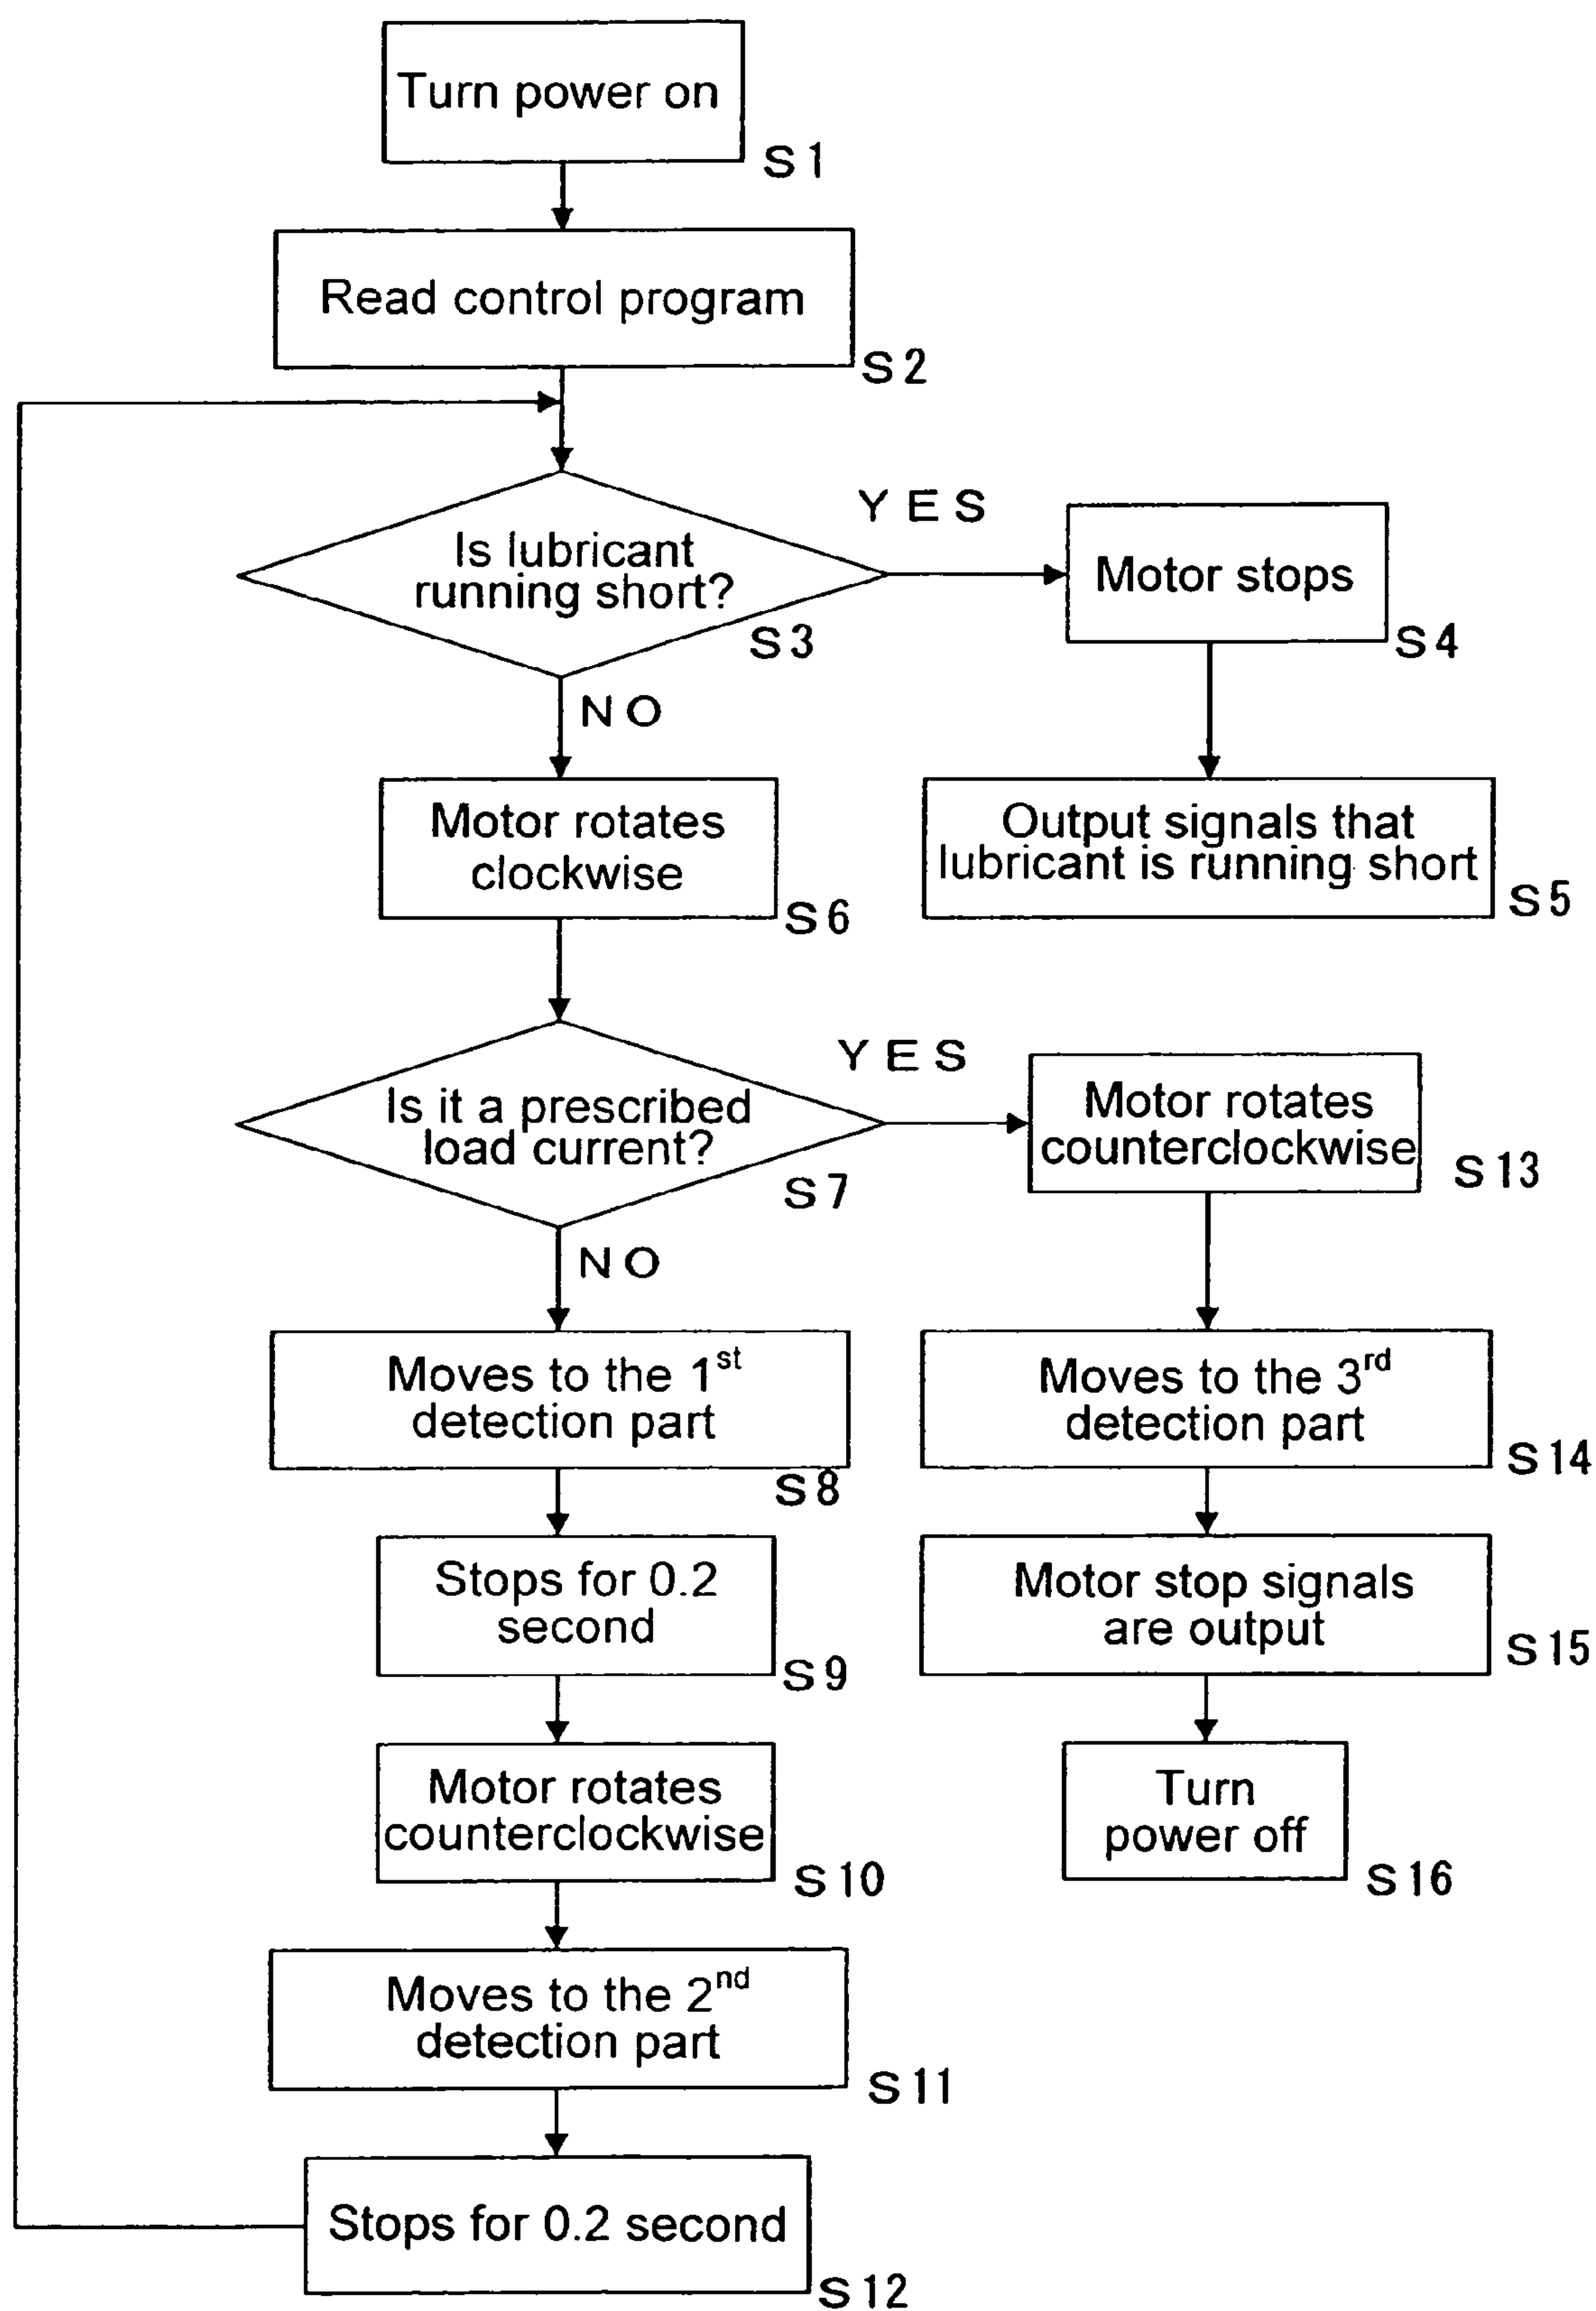 Turn power on
S1
Read control program
S2
Is lubricant
running short?
S3
YES
Motor stops
S4
NO
Output signals that
lubricant is running short
S5
Motor rotates
clockwise
S6
Is it a prescribed
load current?
S7
YES
Motor rotates
counterclockwise
S13
NO
Moves to the 1st
detection part
S8
Moves to the 3rd
detection part
S14
Stops for 0.2
second
S9
Motor stop signals
are output
S15
Motor rotates
counterclockwise
S10
Turn
power off
S16
Moves to the 2nd
detection part
S11
Stops for 0.2 second
S12